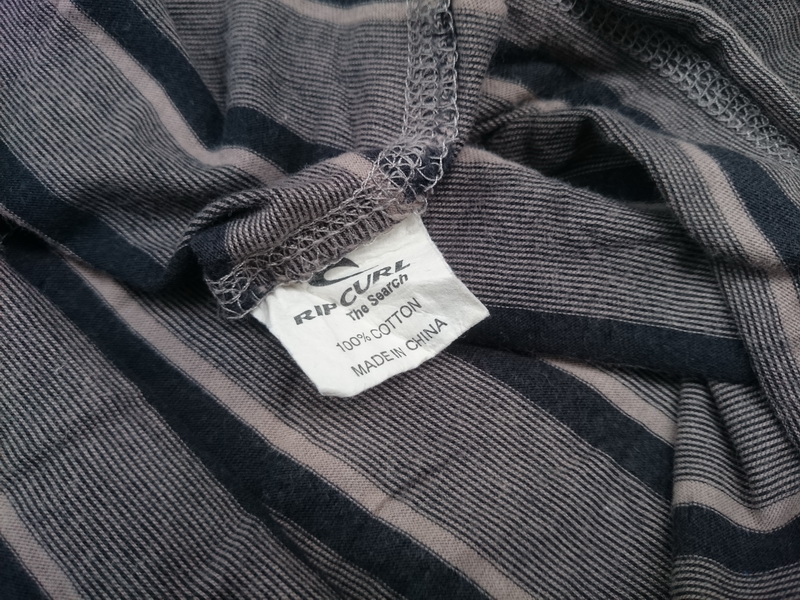 RIP CURL
The Search
100% COTTON
MADE IN CHINA